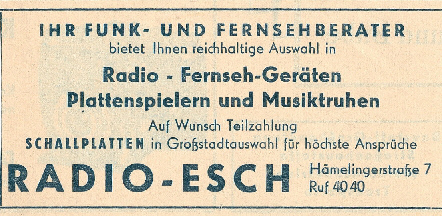 IHR FUNK- UND FERNSEHBERATER
bietet Ihnen reichhaltige Auswahl in
Radio - Fernseh-Geräten
Plattenspielern und Musiktruhen
Auf Wunsch Teilzahlung
SCHALLPLATTEN in Großstadtauswahl für höchste Ansprüche
RADIO-ESCH Hämelingerstraße 7
Ruf 40 40